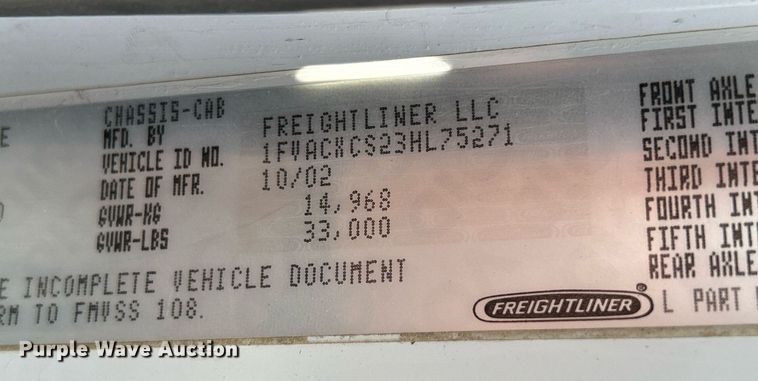 CHASSIS-CAB
MFD. BY FREIGHTLINER LLC
VEHICLE ID NO. 1FVACXCS23HL75271
DATE OF MFR. 10/02
GVWR-KG 14,968
GVWR-LBS 33,000
E INCOMPLETE VEHICLE DOCUMENT
RM TO FMVSS 108.
FRONT AXLE
FIRST INTE
SECOND INT
THIRD INTE
FOURTH INT
FIFTH INT
REAR AXLE
FREIGHTLINER® L PART
Purple Wave Auction